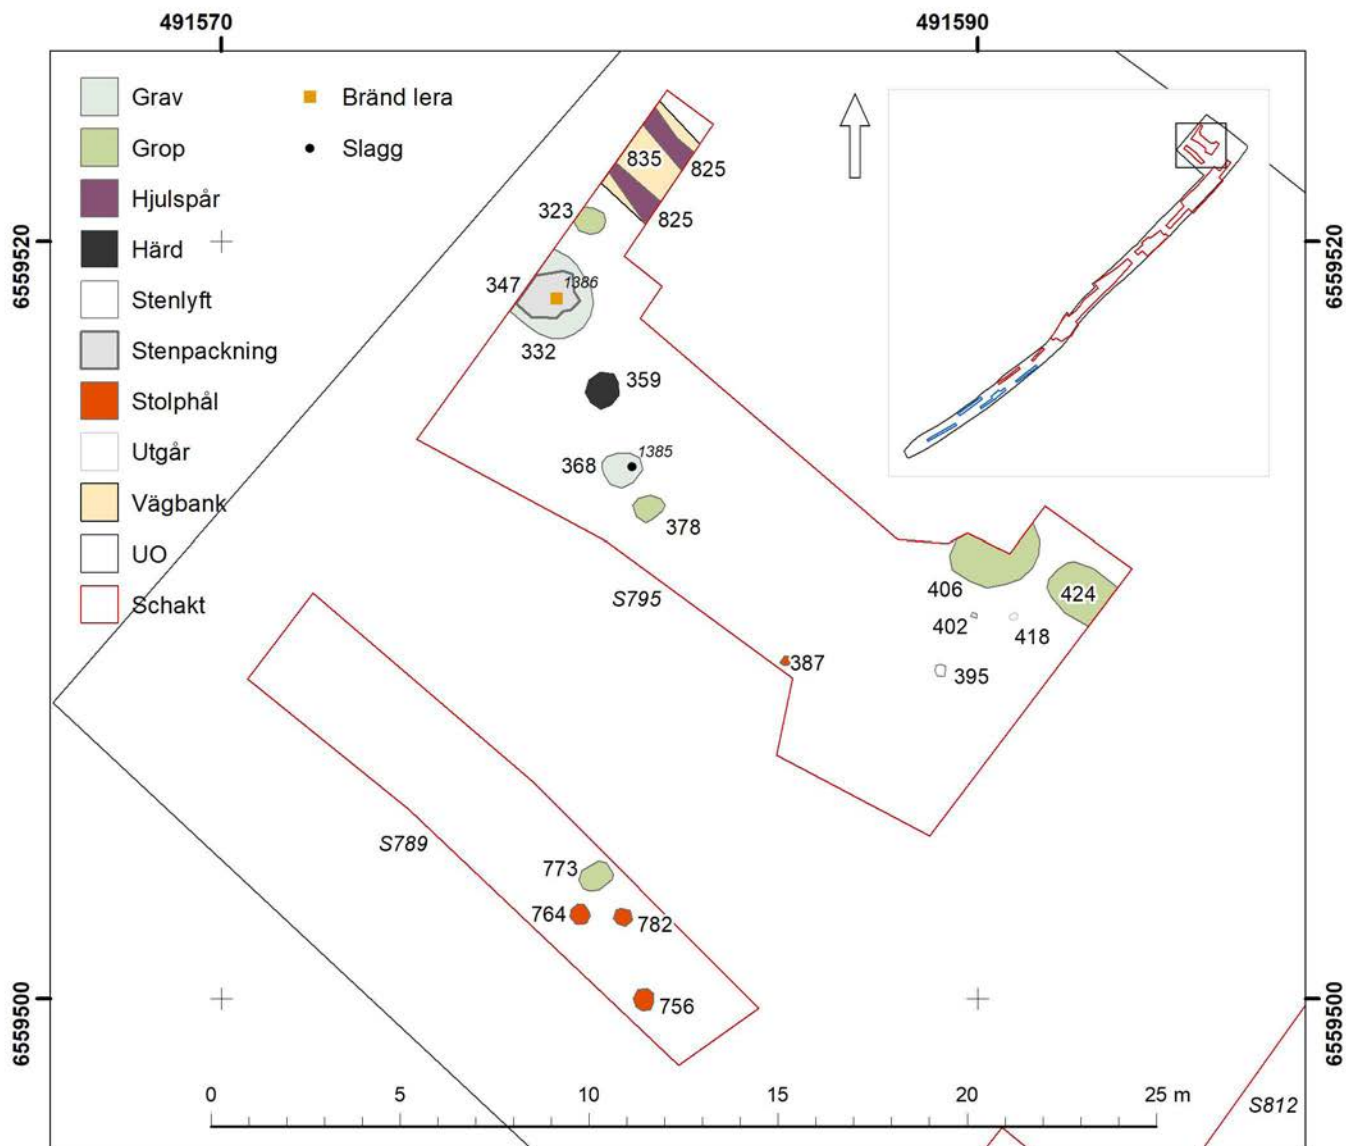 491570
491590
Grav
Grop
Hjulspår
Härd
Stenlyft
Stenpackning
Stolphål
Utgår
Vägbank
UO
Schakt
Bränd lera
Slagg
6559520
6559520
835
825
825
323
347
1386
332
359
368
1385
378
S795
406
424
402
418
387
395
S789
773
764
782
756
6559500
6559500
0 5 10 15 20 25 m
S812